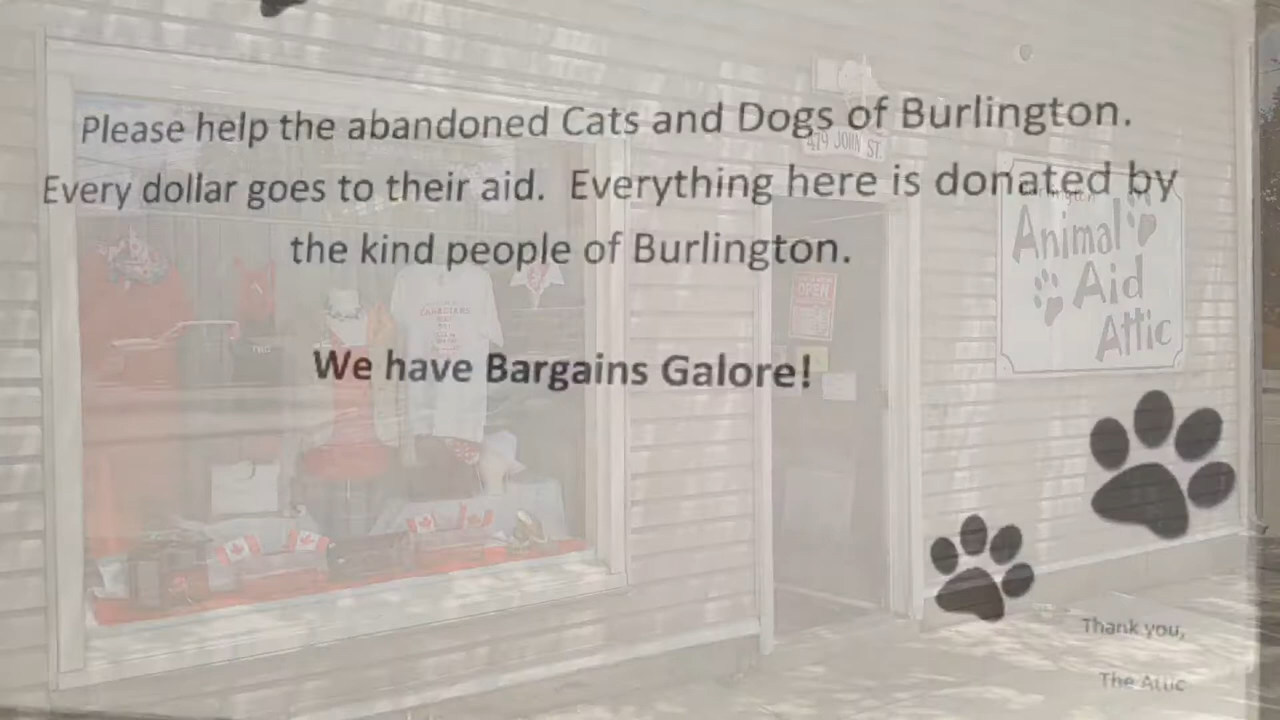 Please help the abandoned Cats and Dogs of Burlington.
Every dollar goes to their aid. Everything here is donated by
the kind people of Burlington.
We have Bargains Galore!
479 JOHN ST.
Animal
Aid
Attic
OPEN
CANADIANS
Thank you,
The Attic